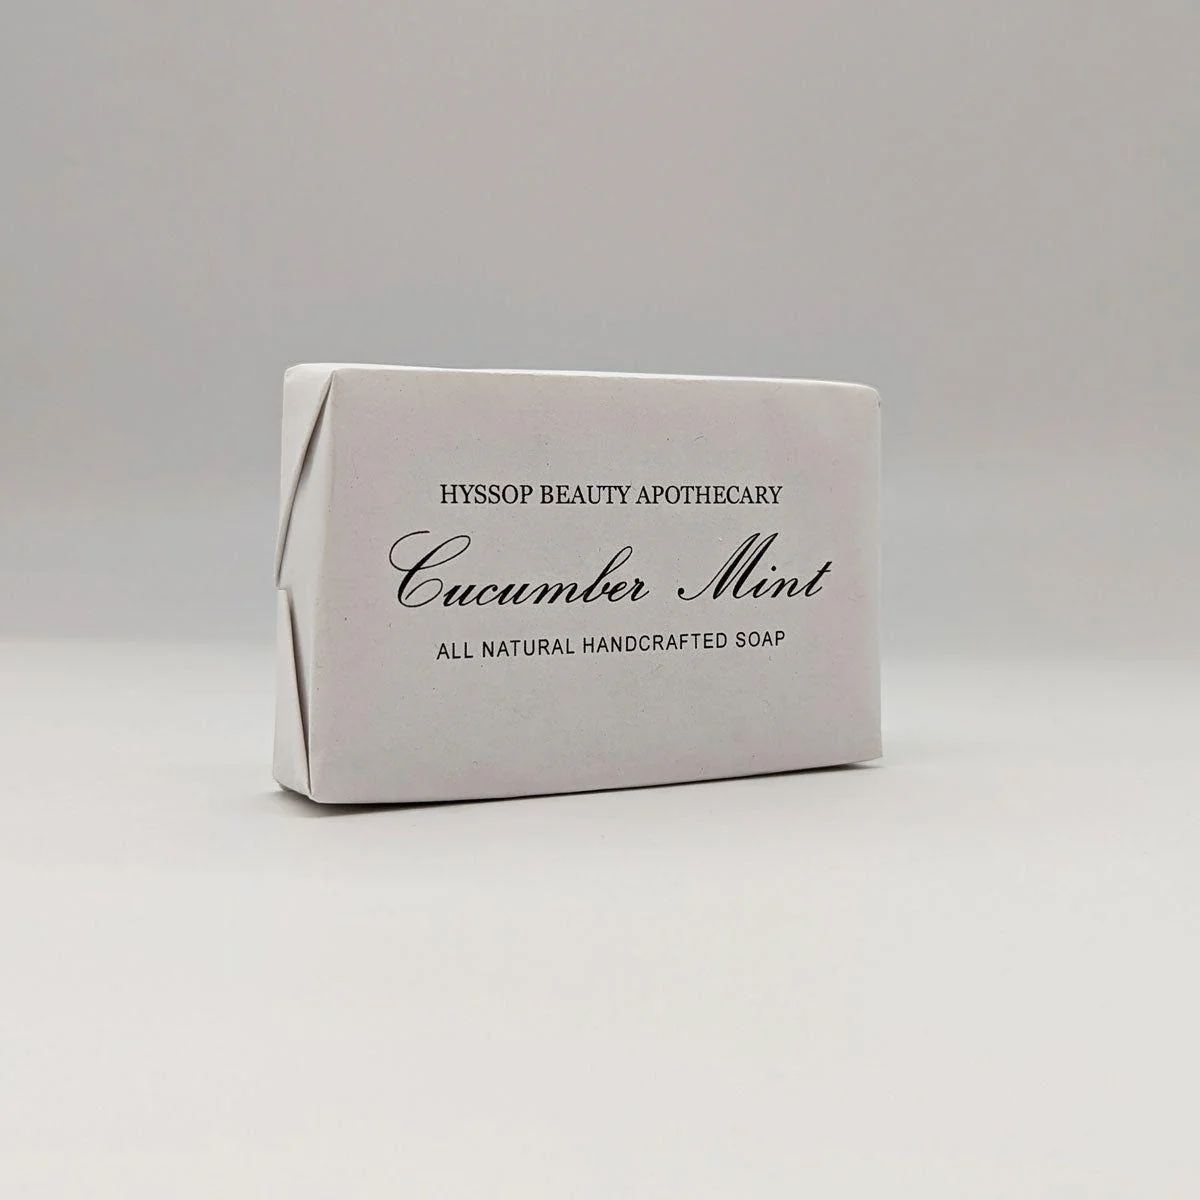 HYSSOP BEAUTY APOTHECARY
Cucumber Mint
ALL NATURAL HANDCRAFTED SOAP